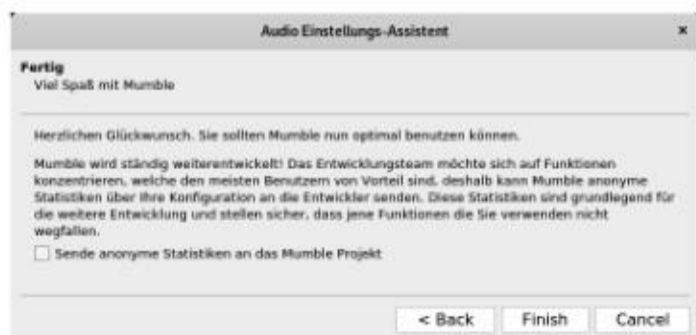 Audio Einstellungs-Assistent
Fertig
Viel Spaß mit Mumble
Herzlichen Glückwunsch. Sie sollten Mumble nun optimal benutzen können.
Mumble wird ständig weiterentwickelt! Das Entwicklungsteam möchte sich auf Funktionen
konzentrieren, welche den meisten Benutzern von Vorteil sind, deshalb kann Mumble anonyme
Statistiken über Ihre Konfiguration an die Entwickler senden. Diese Statistiken sind grundlegend für
die weitere Entwicklung und stellen sicher, dass jene Funktionen die Sie verwenden nicht
wegfallen.
Sende anonyme Statistiken an das Mumble Projekt
< Back Finish Cancel